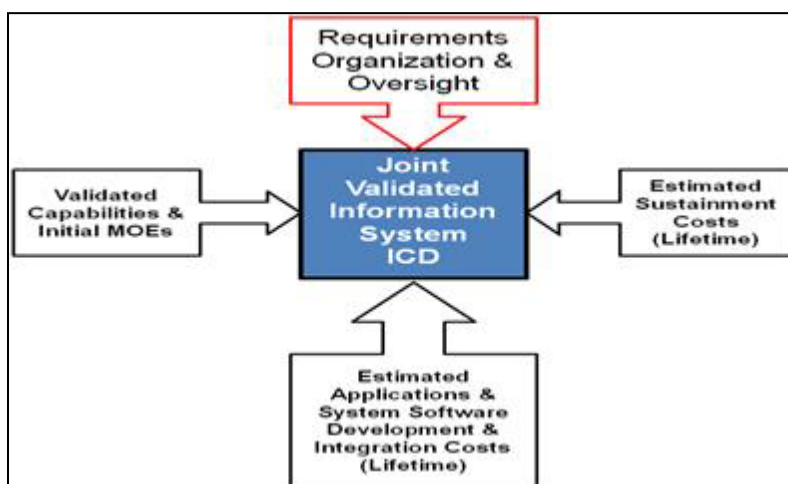 Requirements
Organization &
Oversight
Joint
Validated
Information
System
ICD
Validated
Capabilities &
Initial MOEs
Estimated
Sustainment
Costs
(Lifetime)
Estimated
Applications &
System Software
Development &
Integration Costs
(Lifetime)